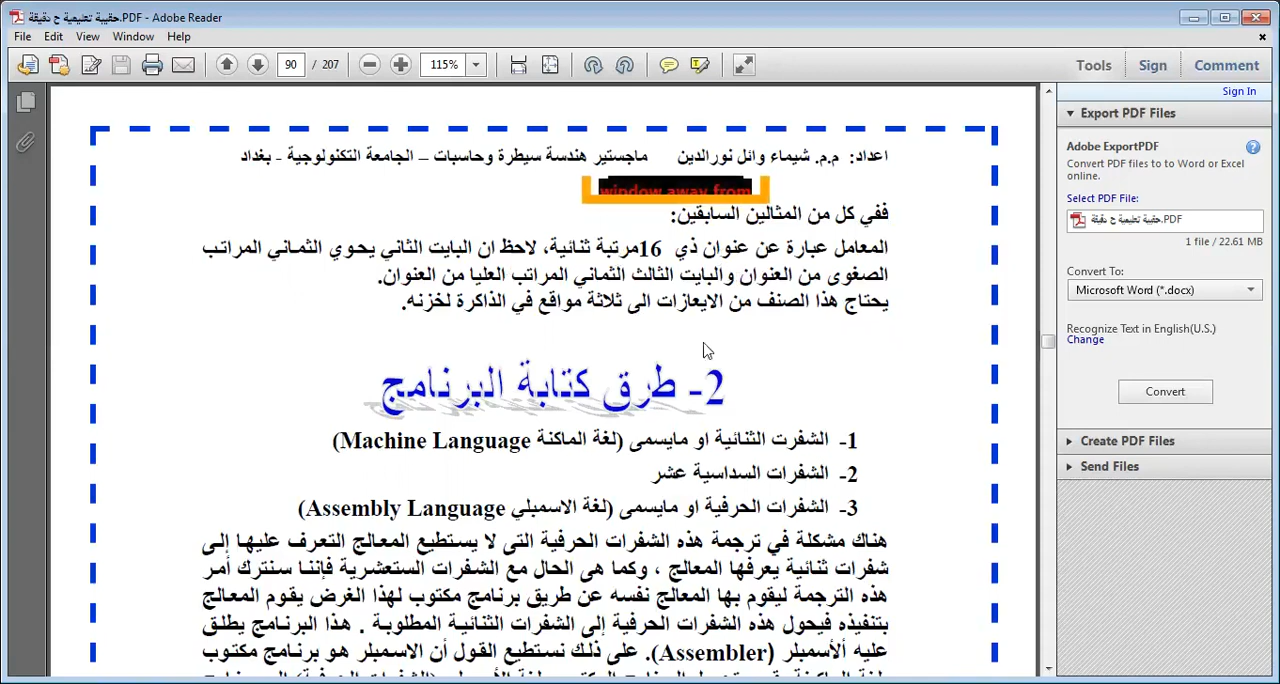 حقيبة تعليمية ح دقيقة.PDF - Adobe Reader
File Edit View Window Help
90 / 207 115% Tools Sign Comment
Sign In
اعداد: م.م. شيماء وائل نورالدين ماجستير هندسة سيطرة وحاسبات – الجامعة التكنولوجية - بغداد
window away from
ففي كل من المثالين السابقين:
المعامل عبارة عن عنوان ذي 16مرتبة ثنائية، لاحظ ان البايت الثاني يحوي الثماني المراتب
الصغوى من العنوان والبايت الثالث الثماني المراتب العليا من العنوان.
يحتاج هذا الصنف من الايعازات الى ثلاثة مواقع في الذاكرة لخزنه.
2- طرق كتابة البرنامج
1- الشفرت الثنائية او مايسمى (لغة الماكنة Machine Language)
2- الشفرات السداسية عشر
3- الشفرات الحرفية او مايسمى (لغة الاسمبلي Assembly Language)
هناك مشكلة في ترجمة هذه الشفرات الحرفية التى لا يستطيع المعالج التعرف عليها إلى
شفرات ثنائية يعرفها المعالج ، وكما هى الحال مع الشفرات الستعشرية فإننا سنترك أمر
هذه الترجمة ليقوم بها المعالج نفسه عن طريق برنامج مكتوب لهذا الغرض يقوم المعالج
بتنفيذه فيحول هذه الشفرات الحرفية إلى الشفرات الثنائية المطلوبة . هذا البرنامج يطلق
عليه ألأسمبلر (Assembler). على ذلك نستطيع القول أن الاسمبلر هو برنامج مكتوب
Export PDF Files
Adobe ExportPDF
Convert PDF files to to Word or Excel
online.
Select PDF File:
حقيبة تعليمية ح دقيقة.PDF
1 file / 22.61 MB
Convert To:
Microsoft Word (*.docx)
Recognize Text in English(U.S.)
Change
Convert
Create PDF Files
Send Files